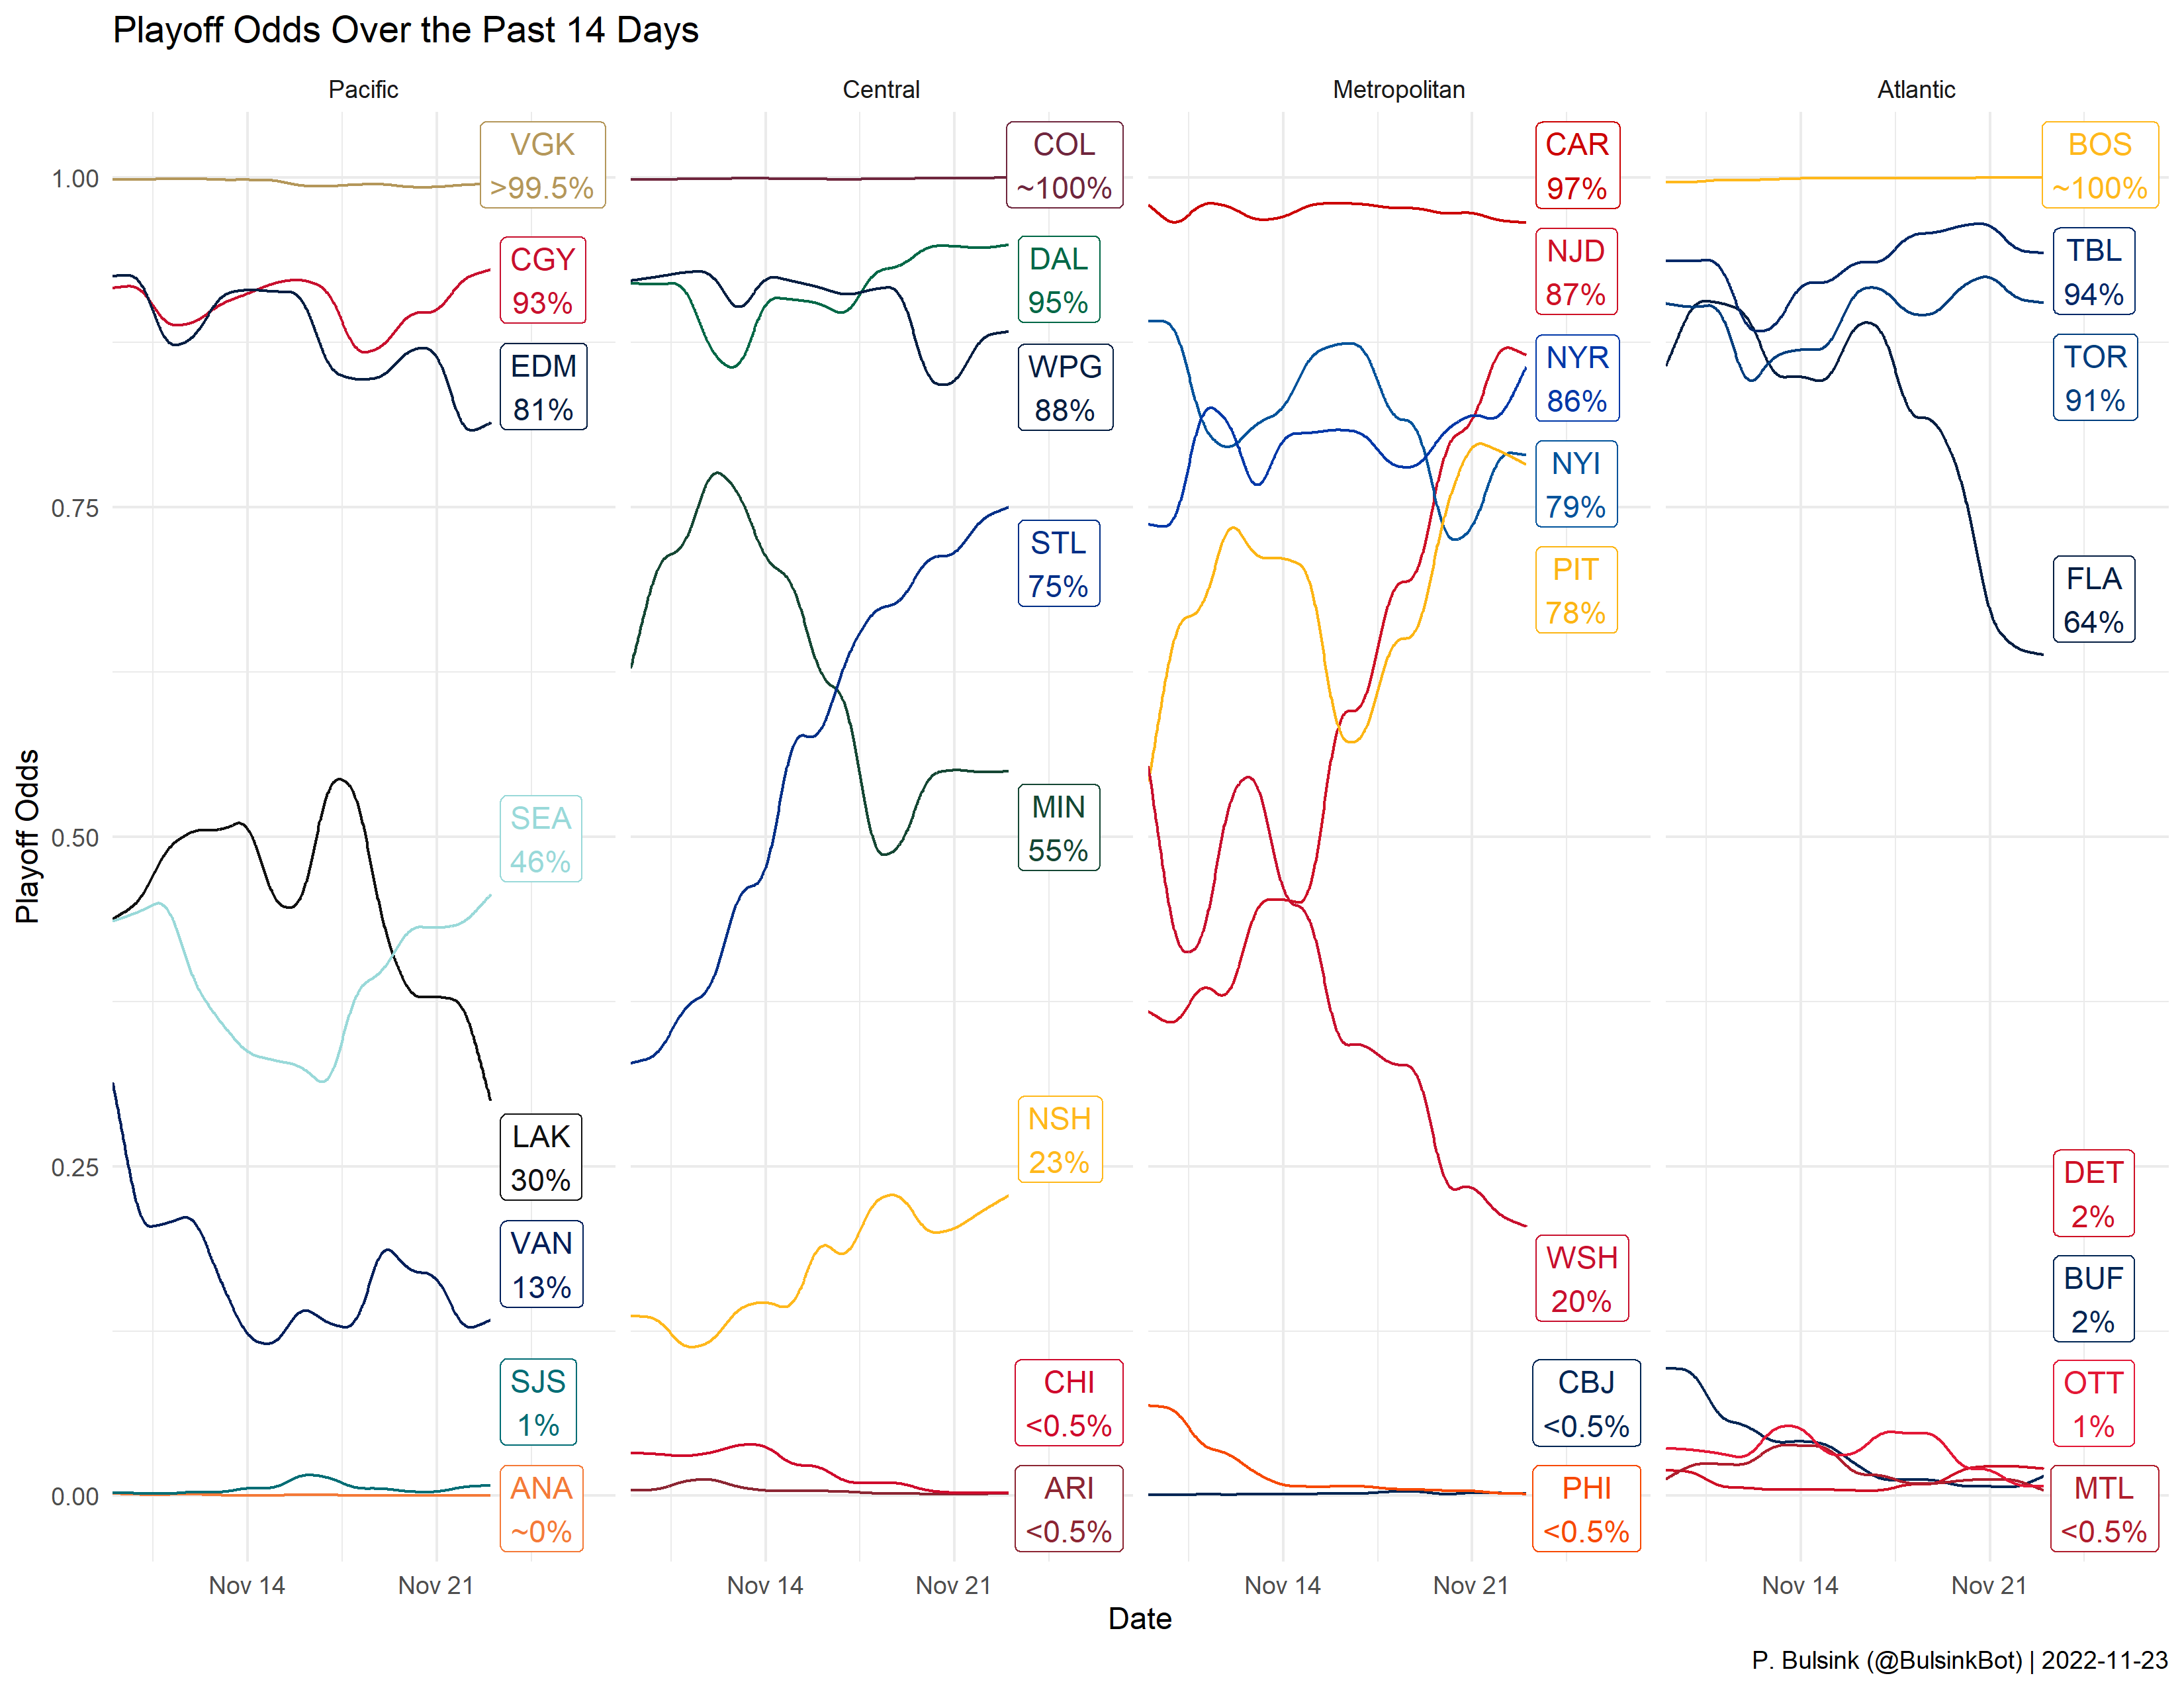 Playoff Odds Over the Past 14 Days
Pacific
Central
Metropolitan
Atlantic
Playoff Odds
1.00
0.75
0.50
0.25
0.00
VGK
>99.5%
CGY
93%
EDM
81%
SEA
46%
LAK
30%
VAN
13%
SJS
1%
ANA
~0%
COL
~100%
DAL
95%
WPG
88%
STL
75%
MIN
55%
NSH
23%
CHI
<0.5%
ARI
<0.5%
CAR
97%
NJD
87%
NYR
86%
NYI
79%
PIT
78%
WSH
20%
CBJ
<0.5%
PHI
<0.5%
BOS
~100%
TBL
94%
TOR
91%
FLA
64%
DET
2%
BUF
2%
OTT
1%
MTL
<0.5%
Nov 14
Nov 21
Nov 14
Nov 21
Nov 14
Nov 21
Nov 14
Nov 21
Date
P. Bulsink (@BulsinkBot) | 2022-11-23